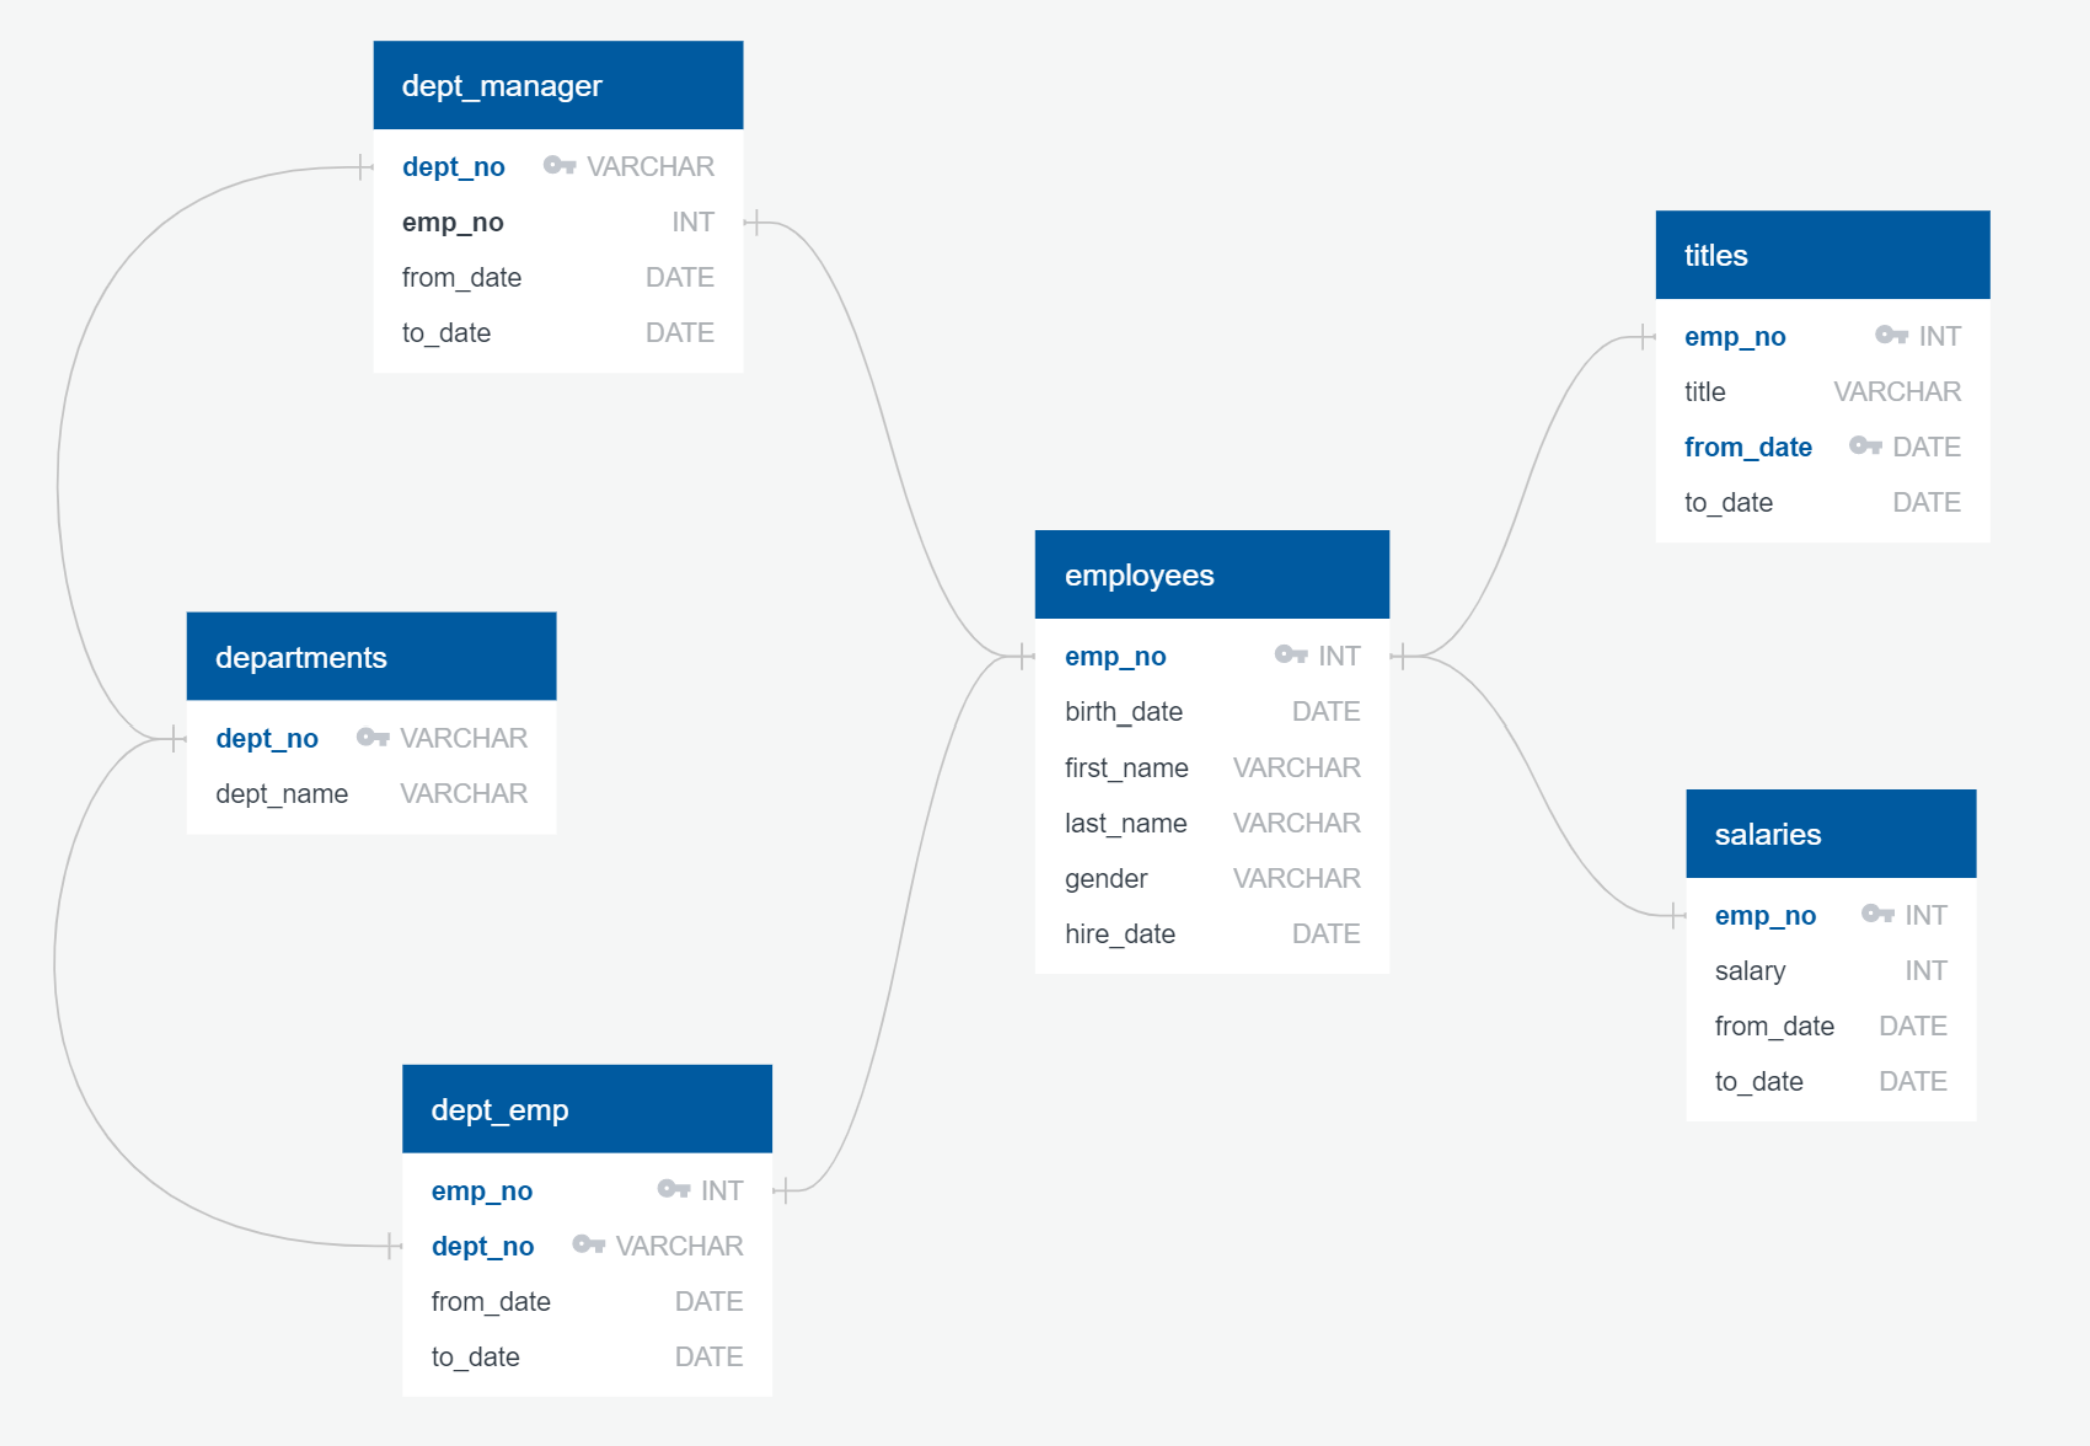 dept_manager
dept_no VARCHAR
emp_no INT
from_date DATE
to_date DATE
titles
emp_no INT
title VARCHAR
from_date DATE
to_date DATE
employees
emp_no INT
birth_date DATE
first_name VARCHAR
last_name VARCHAR
gender VARCHAR
hire_date DATE
departments
dept_no VARCHAR
dept_name VARCHAR
salaries
emp_no INT
salary INT
from_date DATE
to_date DATE
dept_emp
emp_no INT
dept_no VARCHAR
from_date DATE
to_date DATE